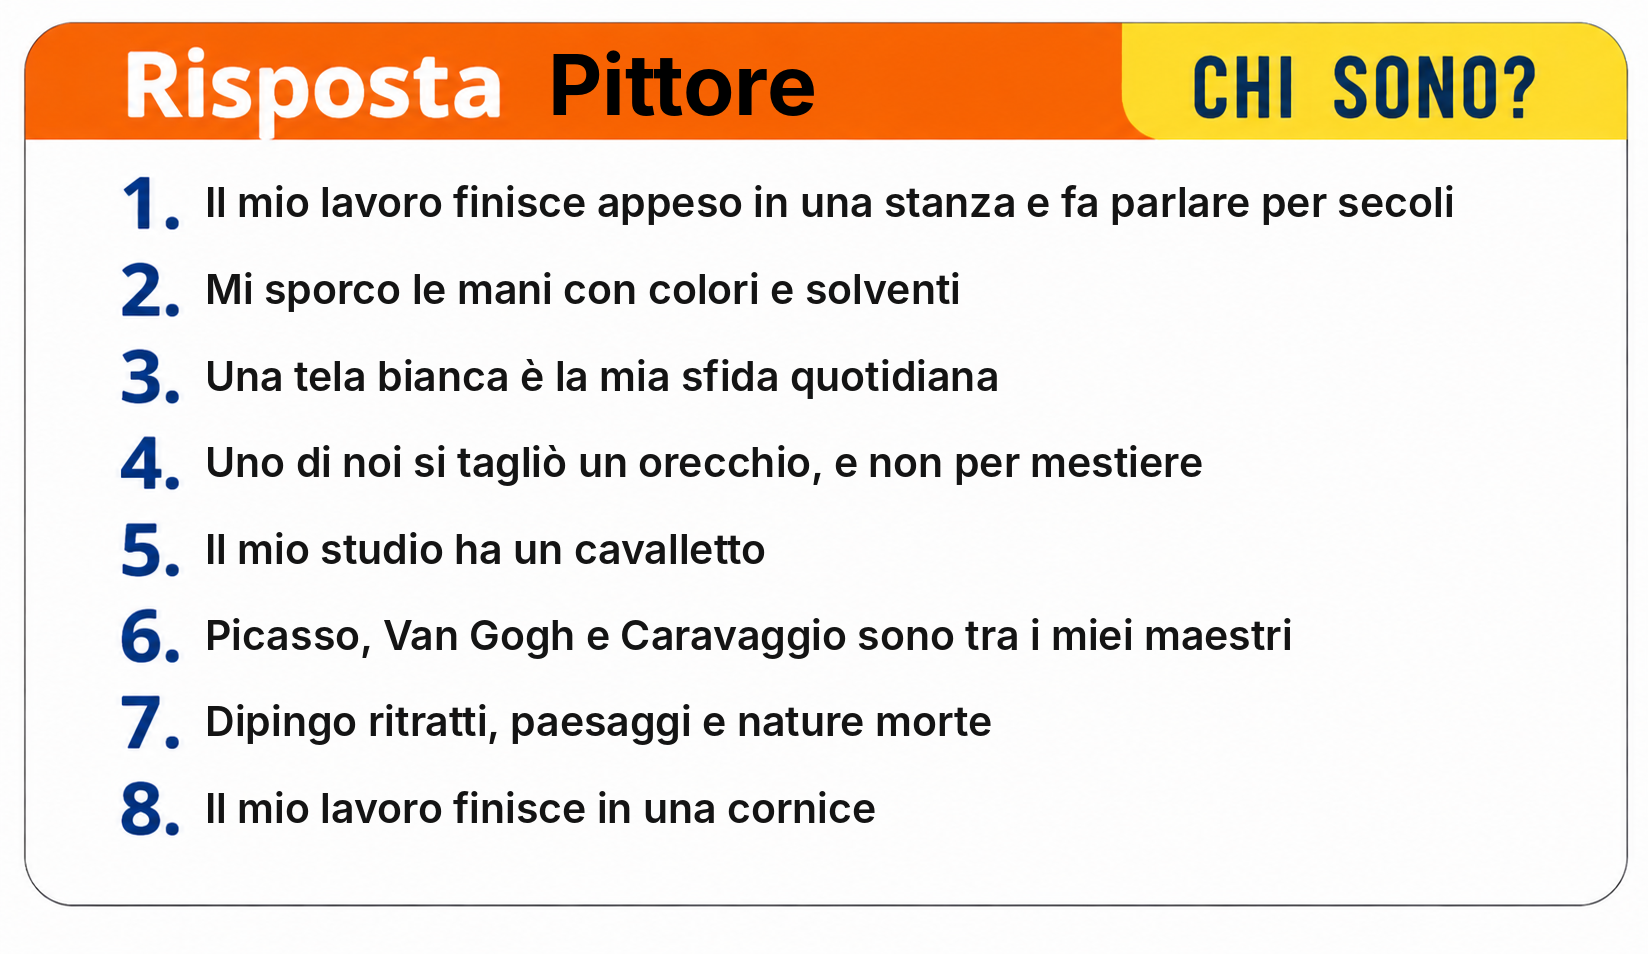 Risposta Pittore CHI SONO?
1. Il mio lavoro finisce appeso in una stanza e fa parlare per secoli
2. Mi sporco le mani con colori e solventi
3. Una tela bianca è la mia sfida quotidiana
4. Uno di noi si tagliò un orecchio, e non per mestiere
5. Il mio studio ha un cavalletto
6. Picasso, Van Gogh e Caravaggio sono tra i miei maestri
7. Dipingo ritratti, paesaggi e nature morte
8. Il mio lavoro finisce in una cornice